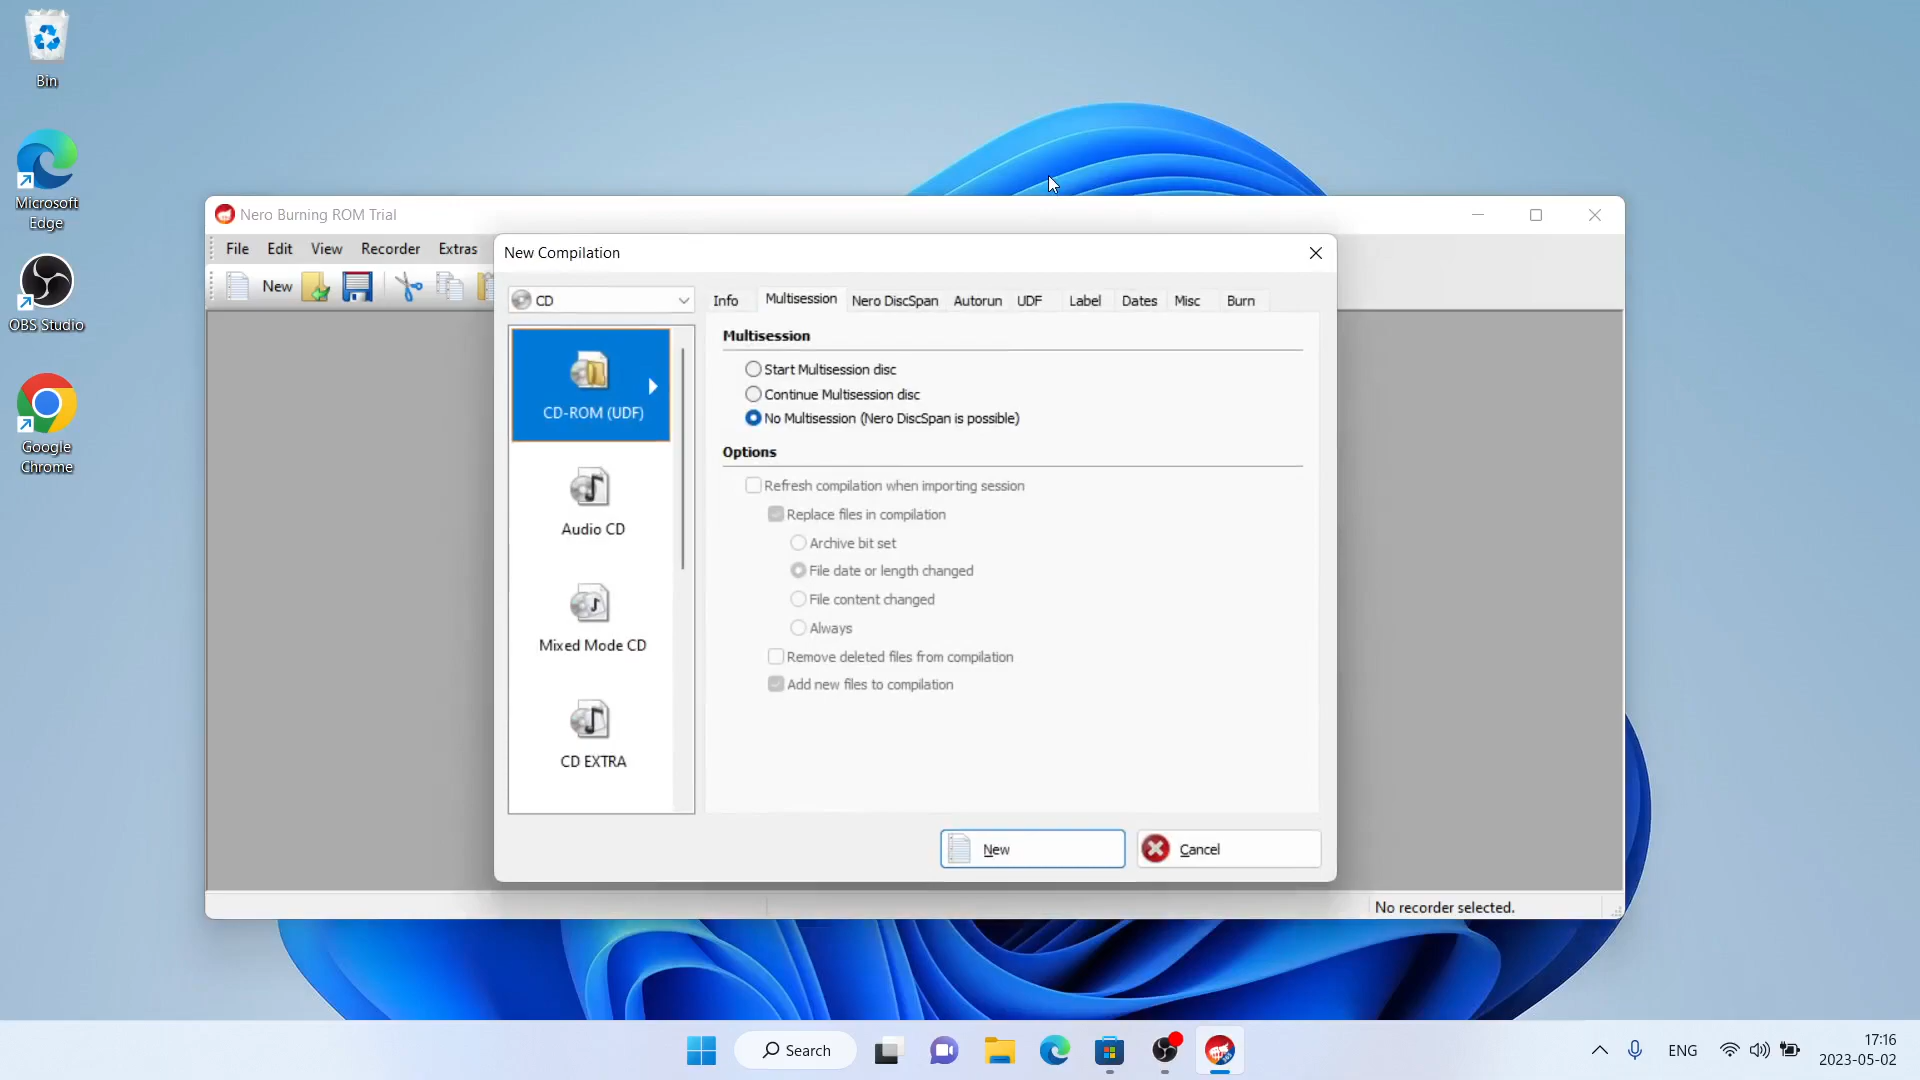 Bin
Microsoft
Edge
OBS Studio
Google
Chrome
Nero Burning ROM Trial
File Edit View Recorder Extras
New
New Compilation
CD
Info Multisession Nero DiscSpan Autorun UDF Label Dates Misc Burn
CD-ROM (UDF)
Audio CD
Mixed Mode CD
CD EXTRA
Multisession
Start Multisession disc
Continue Multisession disc
No Multisession (Nero DiscSpan is possible)
Options
Refresh compilation when importing session
Replace files in compilation
Archive bit set
File date or length changed
File content changed
Always
Remove deleted files from compilation
Add new files to compilation
New Cancel
No recorder selected.
Search
ENG
17:16
2023-05-02